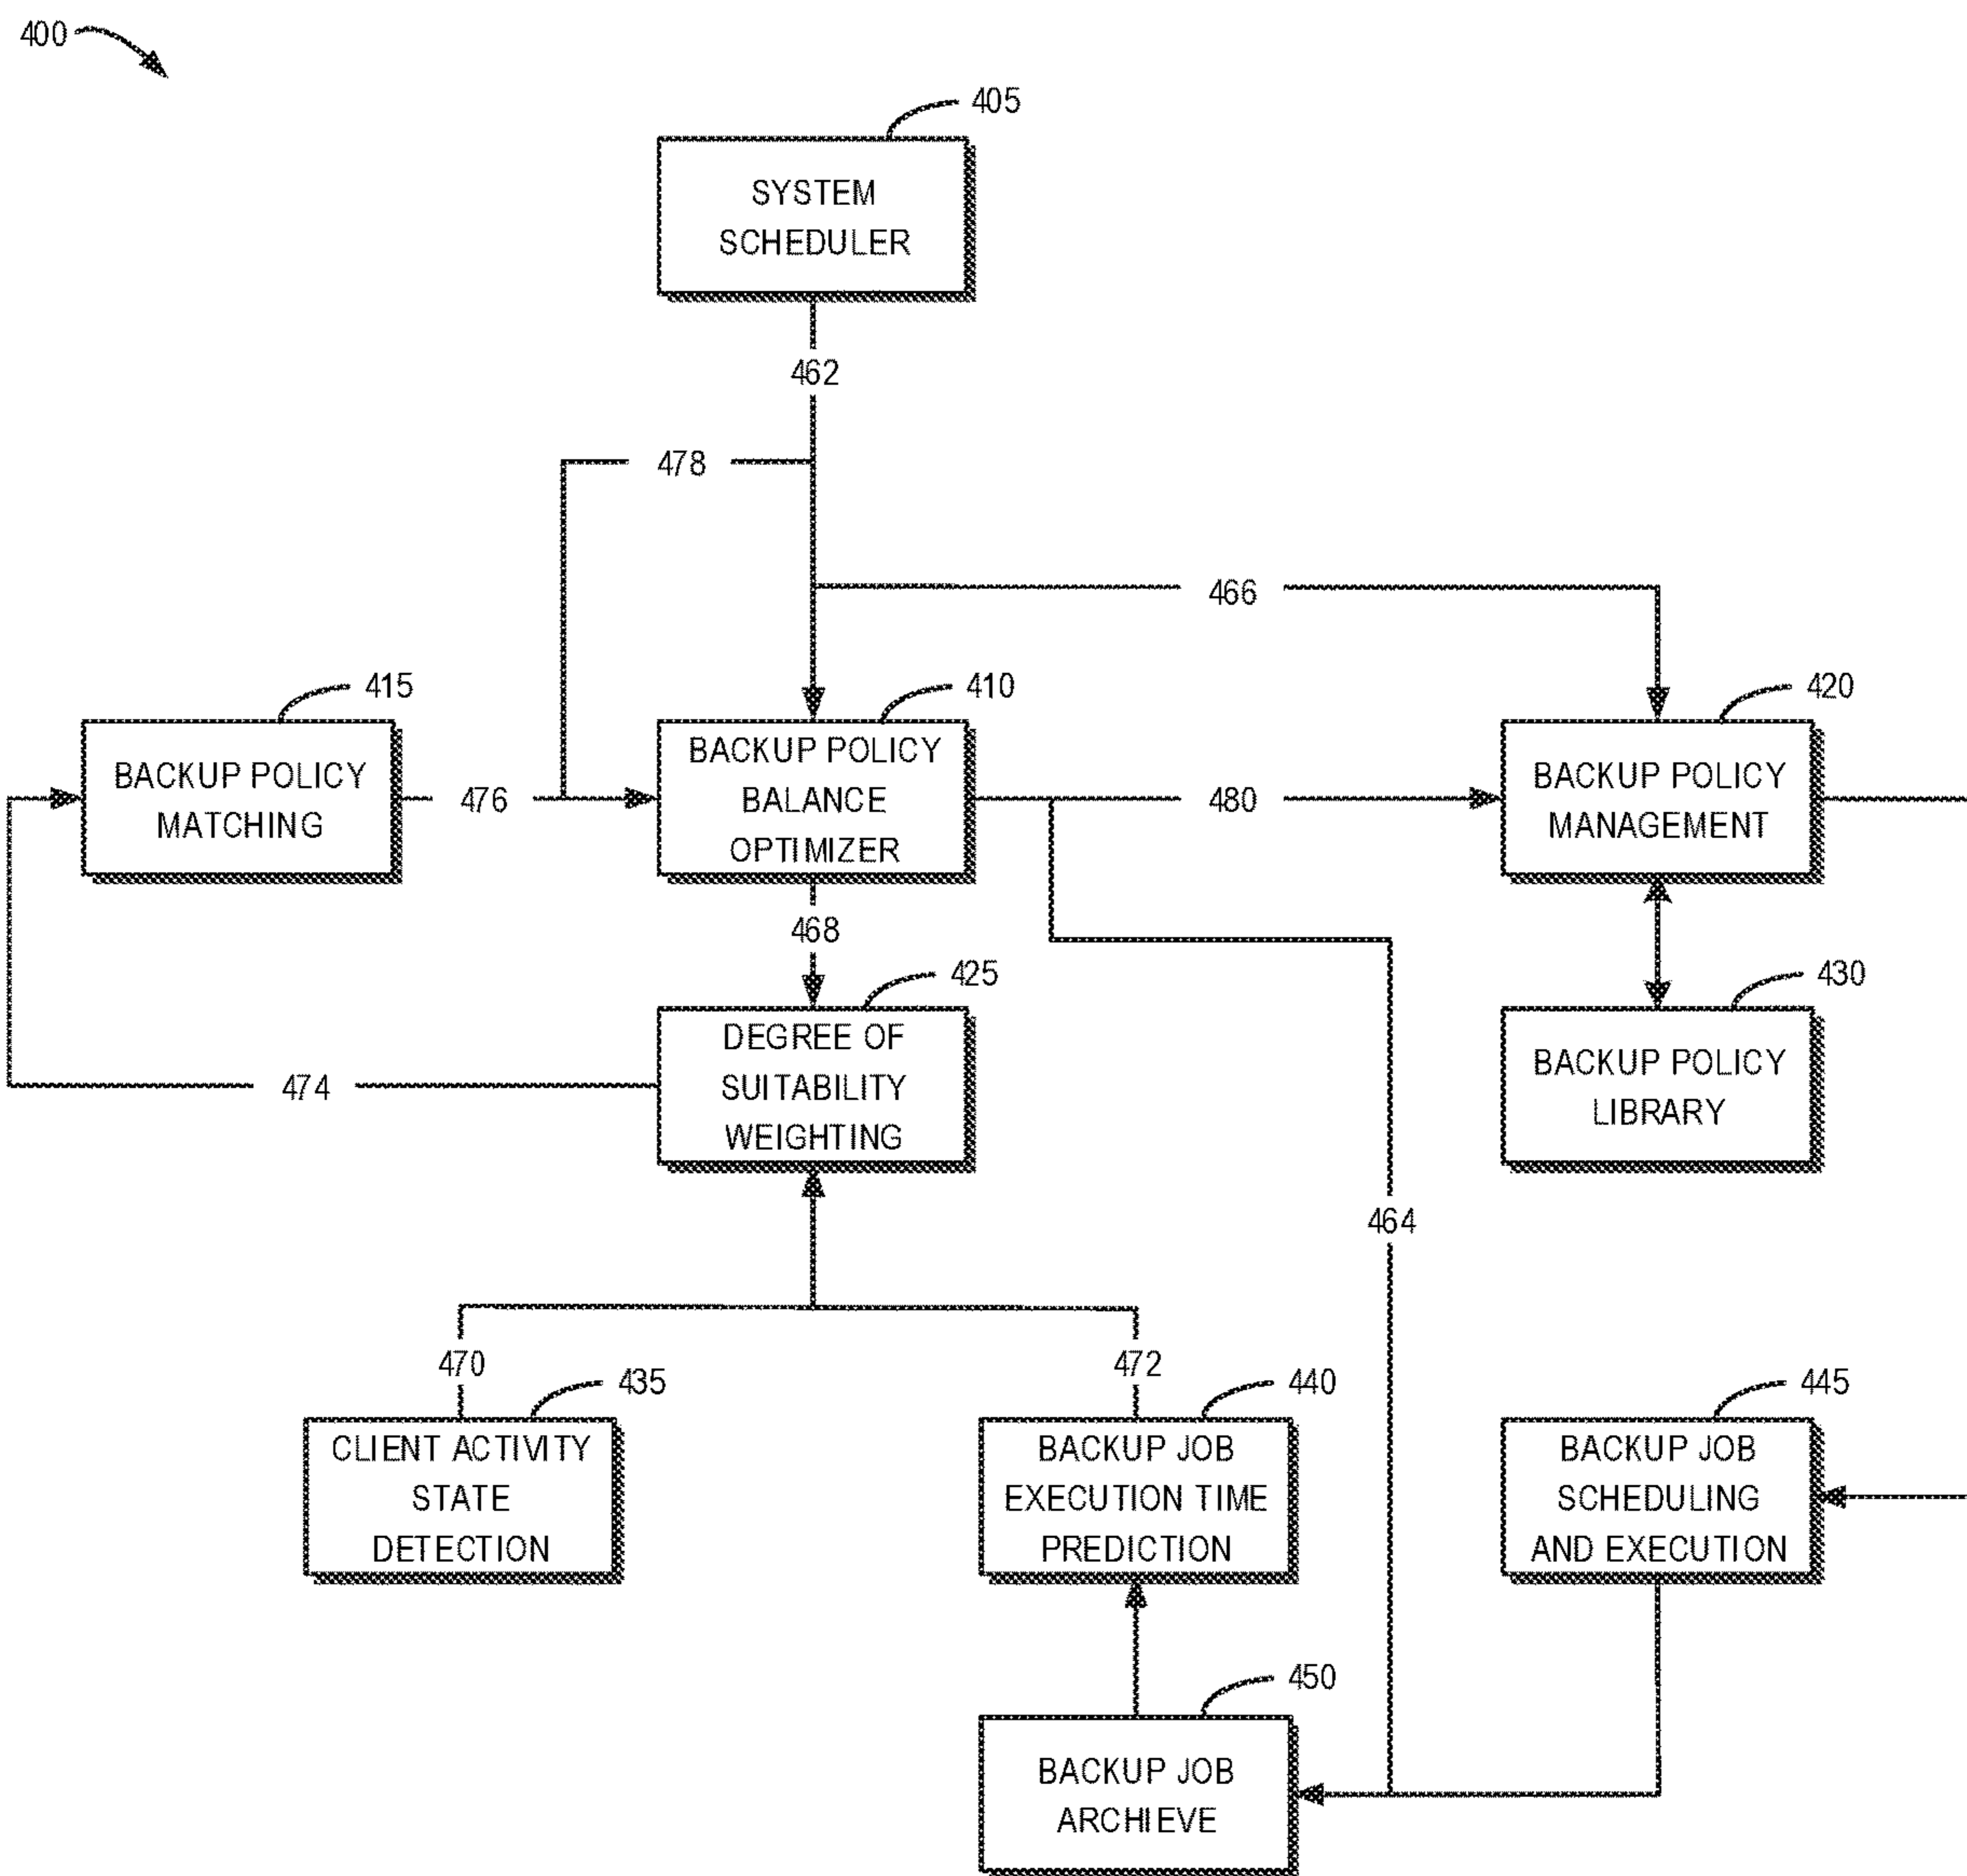 400
405
SYSTEM
SCHEDULER
462
478
466
415
410
420
BACKUP POLICY
MATCHING
476
BACKUP POLICY
BALANCE
OPTIMIZER
480
BACKUP POLICY
MANAGEMENT
468
425
430
DEGREE OF
SUITABILITY
WEIGHTING
474
BACKUP POLICY
LIBRARY
464
470
435
472
440
445
CLIENT ACTIVITY
STATE
DETECTION
BACKUP JOB
EXECUTION TIME
PREDICTION
BACKUP JOB
SCHEDULING
AND EXECUTION
450
BACKUP JOB
ARCHIEVE